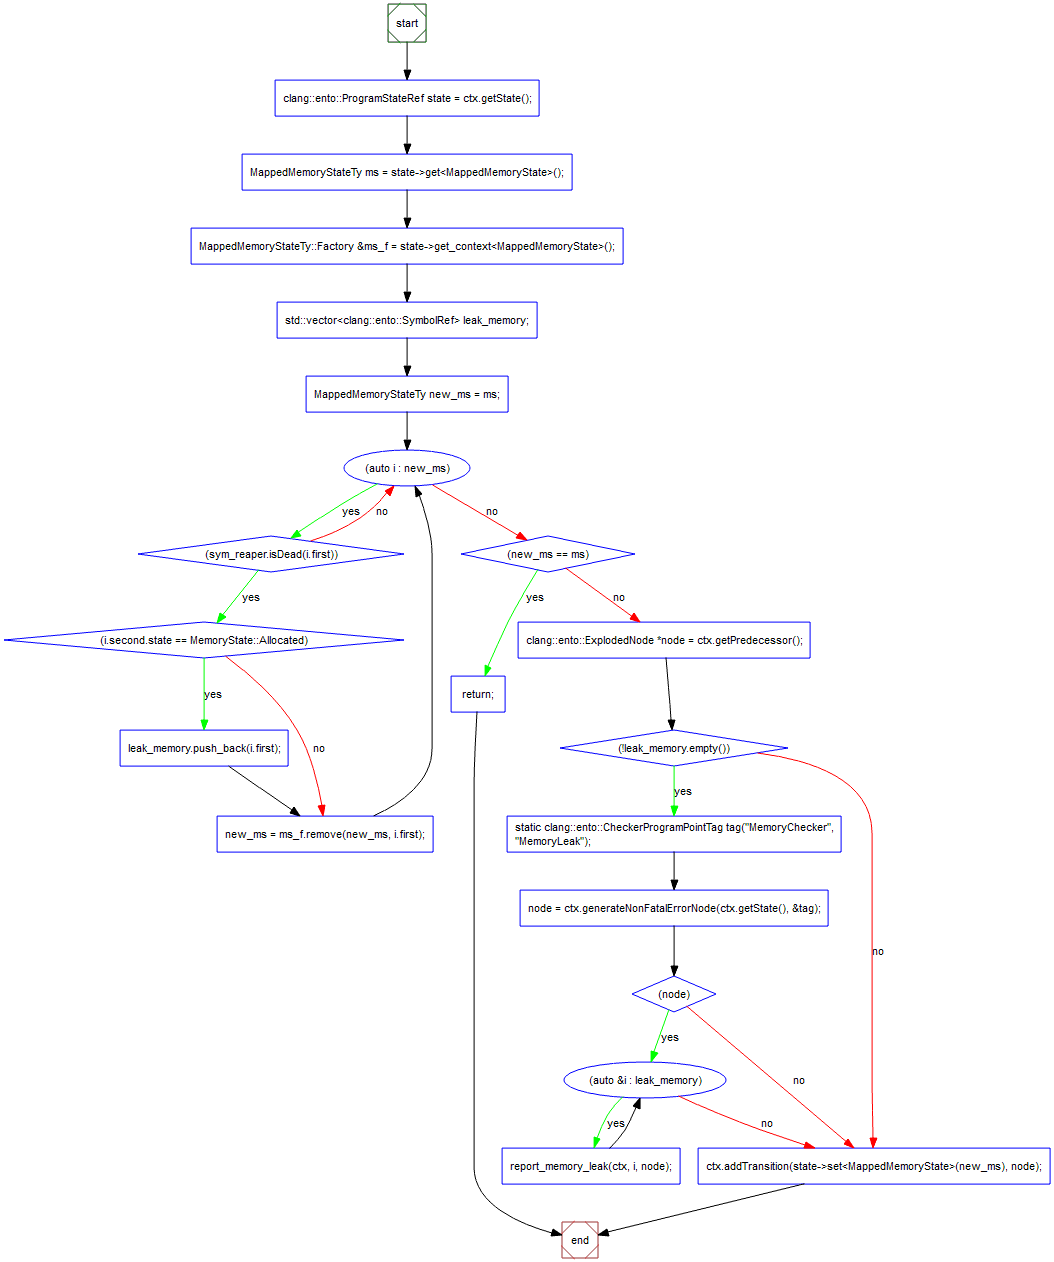 start
clang::ento::ProgramStateRef state = ctx.getState();
MappedMemoryStateTy ms = state->get<MappedMemoryState>();
MappedMemoryStateTy::Factory &ms_f = state->get_context<MappedMemoryState>();
std::vector<clang::ento::SymbolRef> leak_memory;
MappedMemoryStateTy new_ms = ms;
(auto i : new_ms)
yes
no
no
(sym_reaper.isDead(i.first))
(new_ms == ms)
yes
yes
no
(i.second.state == MemoryState::Allocated)
clang::ento::ExplodedNode *node = ctx.getPredecessor();
yes
return;
leak_memory.push_back(i.first);
no
(!leak_memory.empty())
yes
new_ms = ms_f.remove(new_ms, i.first);
static clang::ento::CheckerProgramPointTag tag("MemoryChecker",
"MemoryLeak");
node = ctx.generateNonFatalErrorNode(ctx.getState(), &tag);
no
(node)
yes
no
(auto &i : leak_memory)
yes
no
report_memory_leak(ctx, i, node);
ctx.addTransition(state->set<MappedMemoryState>(new_ms), node);
end